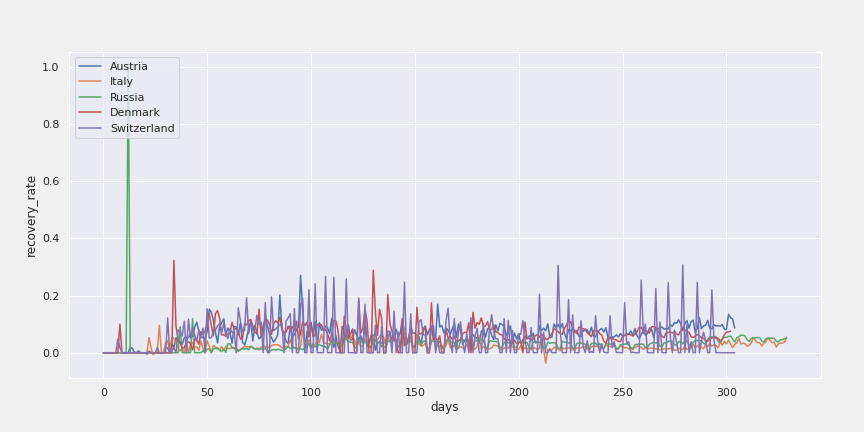 1.0
0.8
0.6
0.4
0.2
0.0
recovery_rate
Austria
Italy
Russia
Denmark
Switzerland
0 50 100 150 200 250 300
days